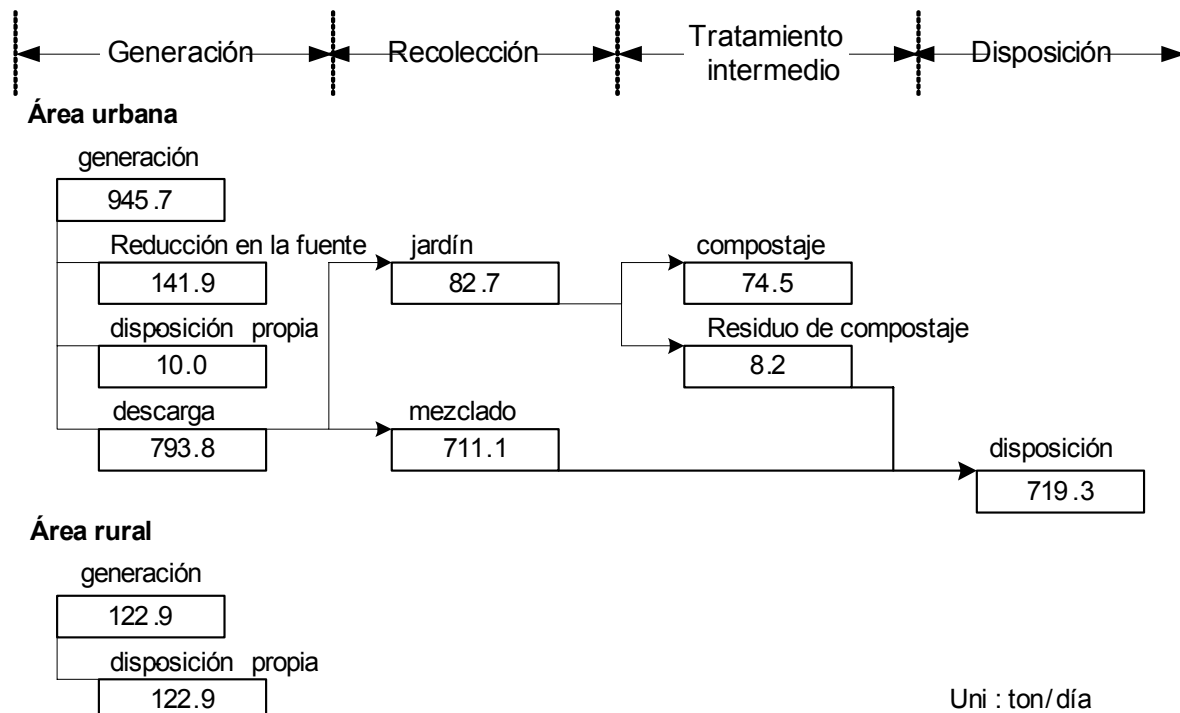 Generación Recolección Tratamiento intermedio Disposición
Área urbana
generación
945.7
Reducción en la fuente jardín compostaje
141.9 82.7 74.5
disposición propia Residuo de compostaje
10.0 8.2
descarga mezclado
793.8 711.1 disposición
719.3
Área rural
generación
122.9
disposición propia
122.9 Uni : ton/día